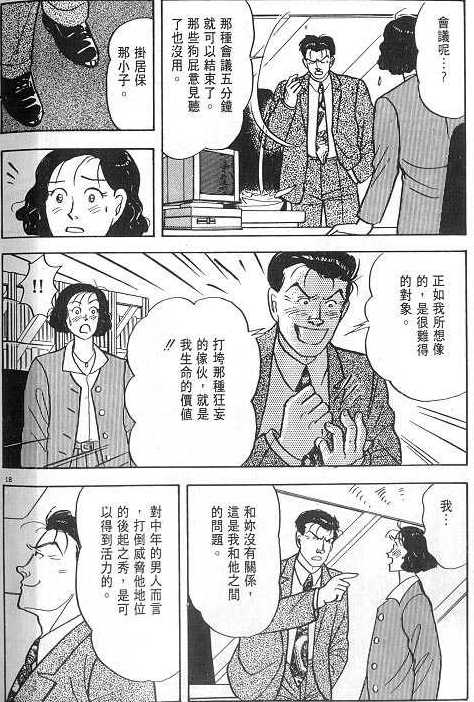 會議呢…?
那種會議五分鐘
就可以結束了。
那些狗屁意見聽
了也沒用。
掛居保
那小子。
正如我所想像
的，是很難得
的對象。
打垮那種狂妄
的傢伙，就是
我生命的價值
!!
!!
我…
和妳沒有關係，
這是我和他之間
的問題。
對中年的男人而言
，打倒威脅他地位
的後起之秀，是可
以得到活力的。
18